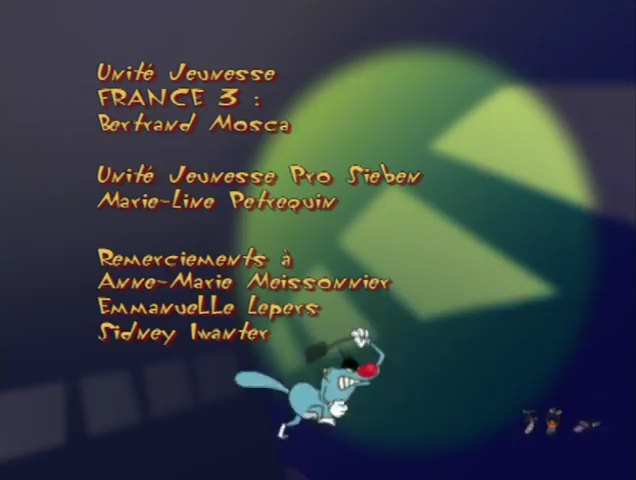 Unité Jeunesse
FRANCE 3 :
Bertrand Mosca
Unité Jeunesse Pro Sieben
Marie-Line Petrequin
Remerciements à
Anne-Marie Meissonnier
Emmanuelle Lepers
Sidney Iwanter